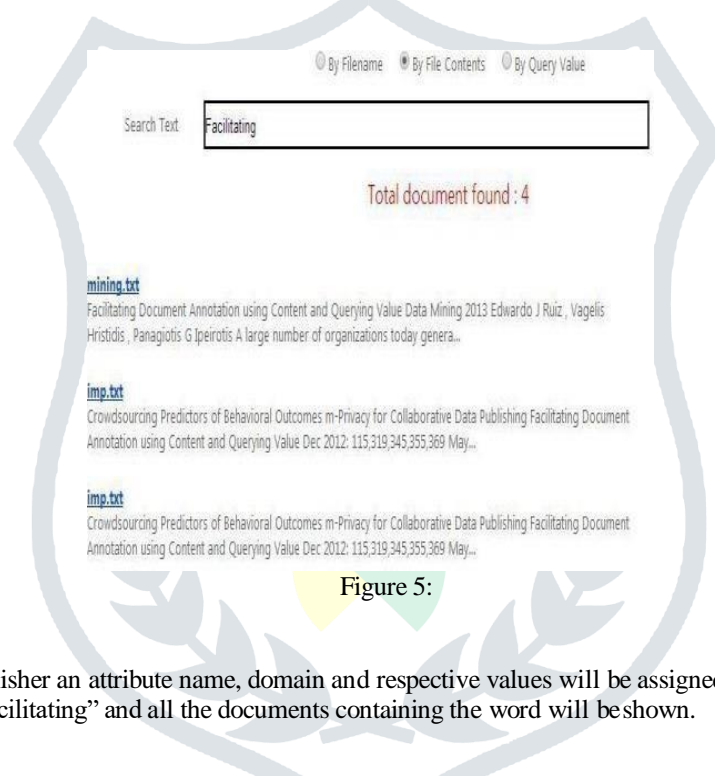 By Filename By File Contents By Query Value
Search Text Facilitating
Total document found : 4
mining.txt
Facilitating Document Annotation using Content and Querying Value Data Mining 2013 Edwardo J Ruiz , Vagelis
Hristidis , Panagiotis G Ipeirotis A large number of organizations today genera...
imp.txt
Crowdsourcing Predictors of Behavioral Outcomes m-Privacy for Collaborative Data Publishing Facilitating Document
Annotation using Content and Querying Value Dec 2012: 115,319,345,355,369 May...
imp.txt
Crowdsourcing Predictors of Behavioral Outcomes m-Privacy for Collaborative Data Publishing Facilitating Document
Annotation using Content and Querying Value Dec 2012: 115,319,345,355,369 May...
Figure 5:
isher an attribute name, domain and respective values will be assigned
cilitating” and all the documents containing the word will beshown.